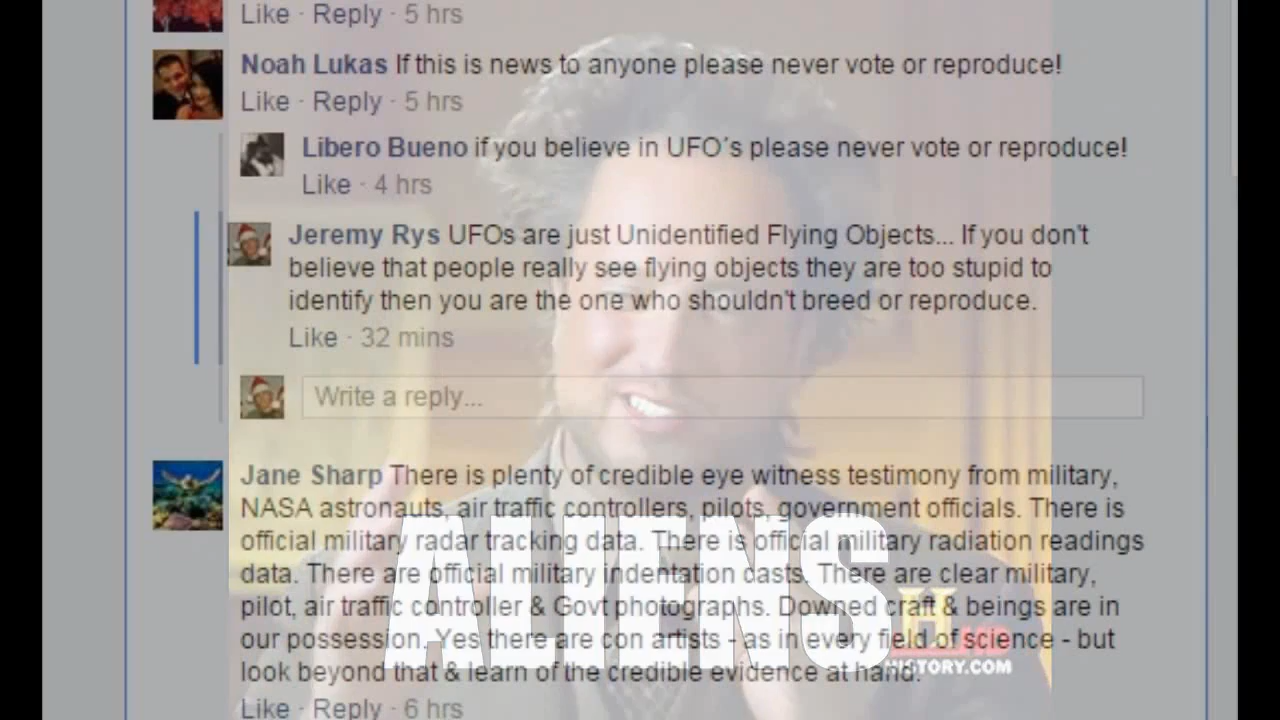 Like · Reply · 5 hrs
Noah Lukas If this is news to anyone please never vote or reproduce!
Like · Reply · 5 hrs
Libero Bueno if you believe in UFO´s please never vote or reproduce!
Like · 4 hrs
Jeremy Rys UFOs are just Unidentified Flying Objects... If you don't
believe that people really see flying objects they are too stupid to
identify then you are the one who shouldn't breed or reproduce.
Like · 32 mins
Write a reply...
Jane Sharp There is plenty of credible eye witness testimony from military,
NASA astronauts, air traffic controllers, pilots, government officials. There is
official military radar tracking data. There is official military radiation readings
data. There are official military indentation casts. There are clear military,
pilot, air traffic controller & Govt photographs. Downed craft & beings are in
our possession. Yes there are con artists - as in every field of science - but
look beyond that & learn of the credible evidence at hand.
Like · Reply · 6 hrs
ALIENS
H HD
HISTORY.COM